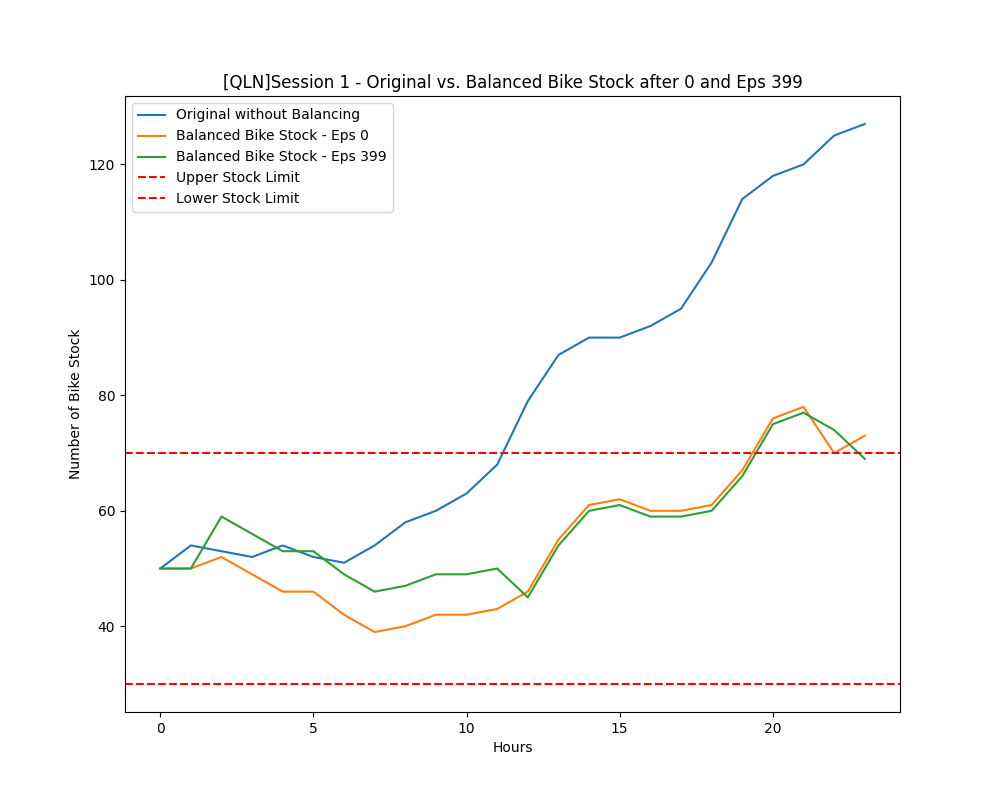 [QLN]Session 1 - Original vs. Balanced Bike Stock after 0 and Eps 399
Original without Balancing
Balanced Bike Stock - Eps 0
Balanced Bike Stock - Eps 399
Upper Stock Limit
Lower Stock Limit
120
100
80
60
40
Number of Bike Stock
0 5 10 15 20
Hours